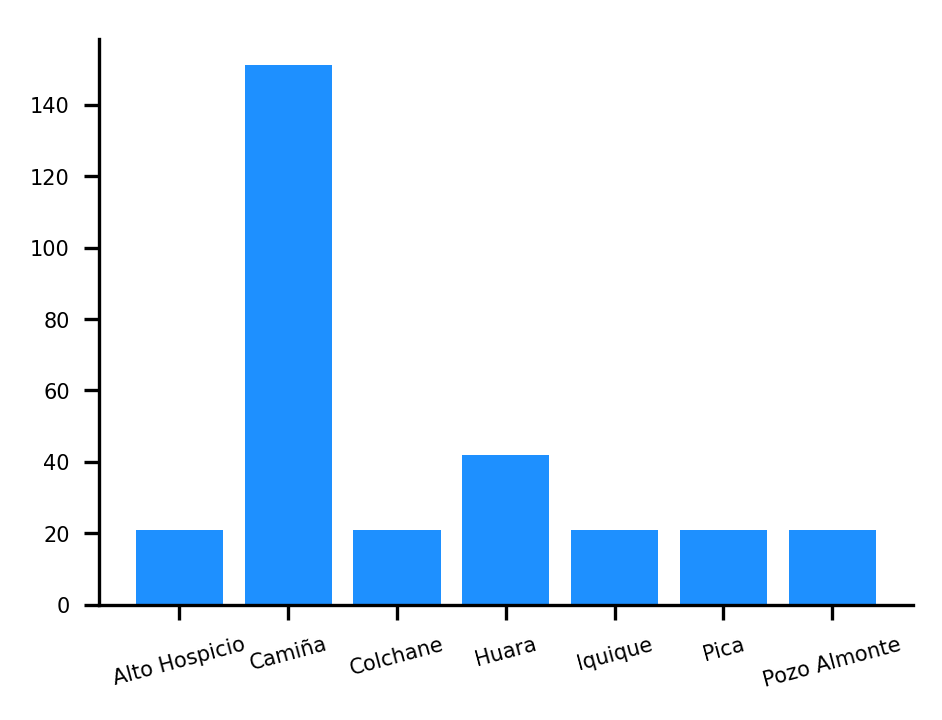 140
120
100
80
60
40
20
0
Alto Hospicio
Camiña
Colchane
Huara
Iquique
Pica
Pozo Almonte